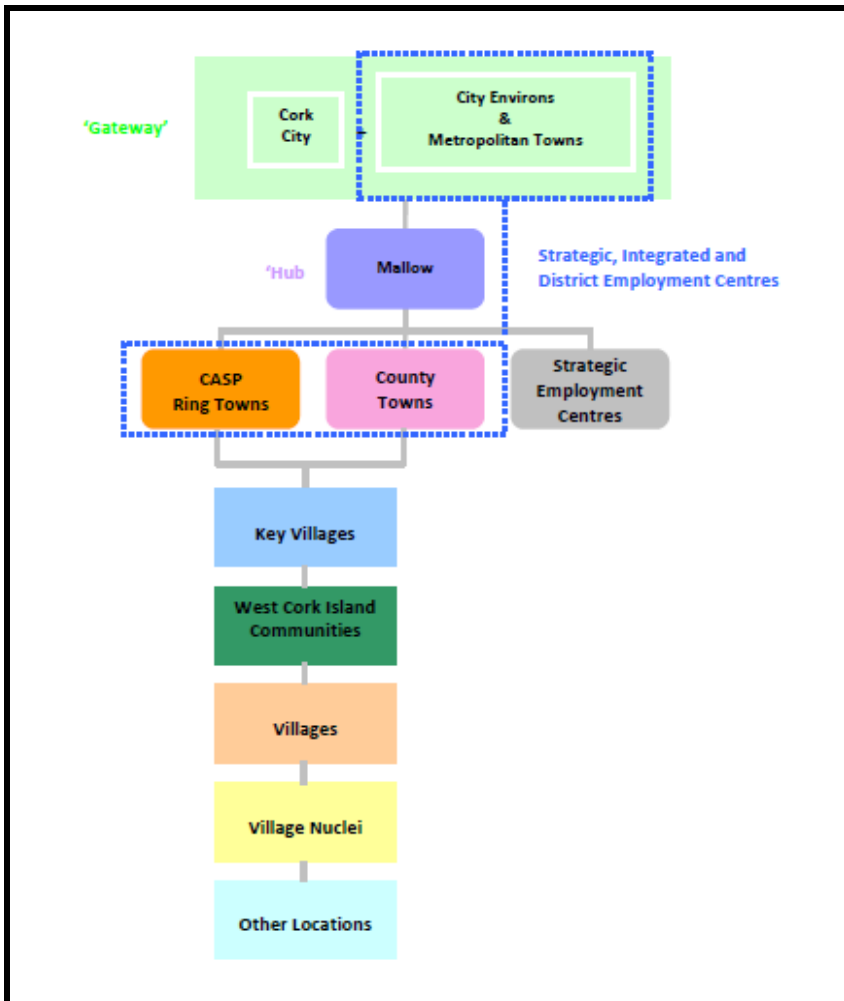 'Gateway'
Cork
City
-
City Environs
&
Metropolitan Towns
'Hub
Mallow
Strategic, Integrated and
District Employment Centres
CASP
Ring Towns
County
Towns
Strategic
Employment
Centres
Key Villages
West Cork Island
Communities
Villages
Village Nuclei
Other Locations